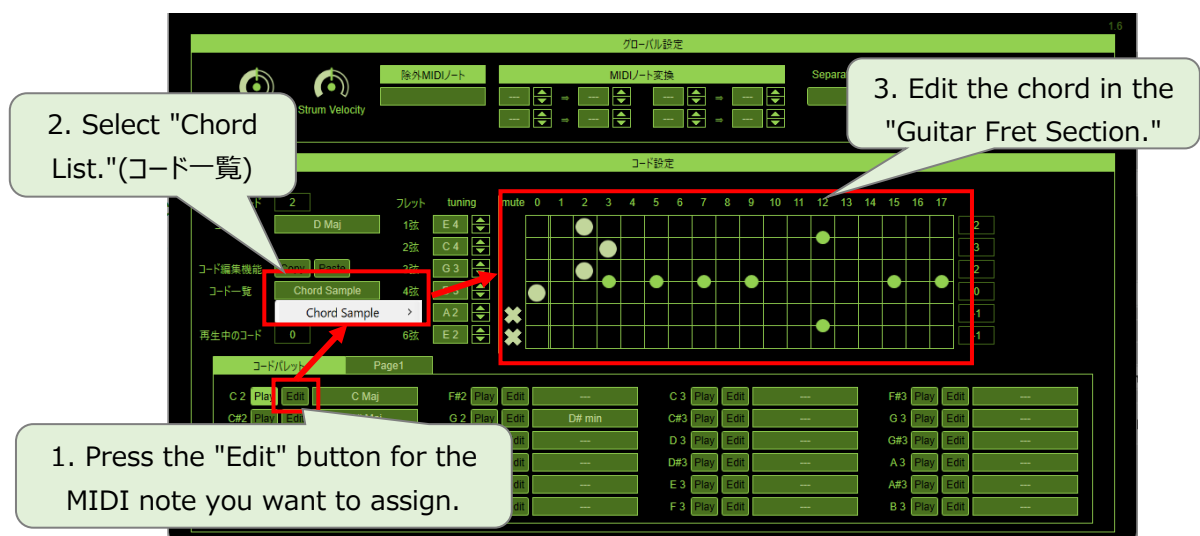 1.6
グローバル設定
除外MIDIノート
MIDIノート変換
Separa
Strum Velocity
--- ⇒ --- --- ⇒ ---
--- ⇒ --- --- ⇒ ---
2. Select "Chord
List."(コード一覧)
3. Edit the chord in the
"Guitar Fret Section."
コード設定
ド 2 フレット tuning mute 0 1 2 3 4 5 6 7 8 9 10 11 12 13 14 15 16 17
D Maj 1弦 E 4 2
2弦 C 4 3
コード編集機能 Copy Paste 3弦 G 3 2
コード一覧 Chord Sample 4弦 0
Chord Sample > A 2 -1
再生中のコード 0 6弦 E 2 -1
コードパレット Page1
C 2 Play Edit C Maj F#2 Play Edit --- C 3 Play Edit --- F#3 Play Edit ---
C#2 Play Edit G 2 Play Edit D# min C#3 Play Edit --- G 3 Play Edit ---
dit --- D 3 Play Edit --- G#3 Play Edit ---
dit --- D#3 Play Edit --- A 3 Play Edit ---
dit --- E 3 Play Edit --- A#3 Play Edit ---
dit --- F 3 Play Edit --- B 3 Play Edit ---
1. Press the "Edit" button for the
MIDI note you want to assign.